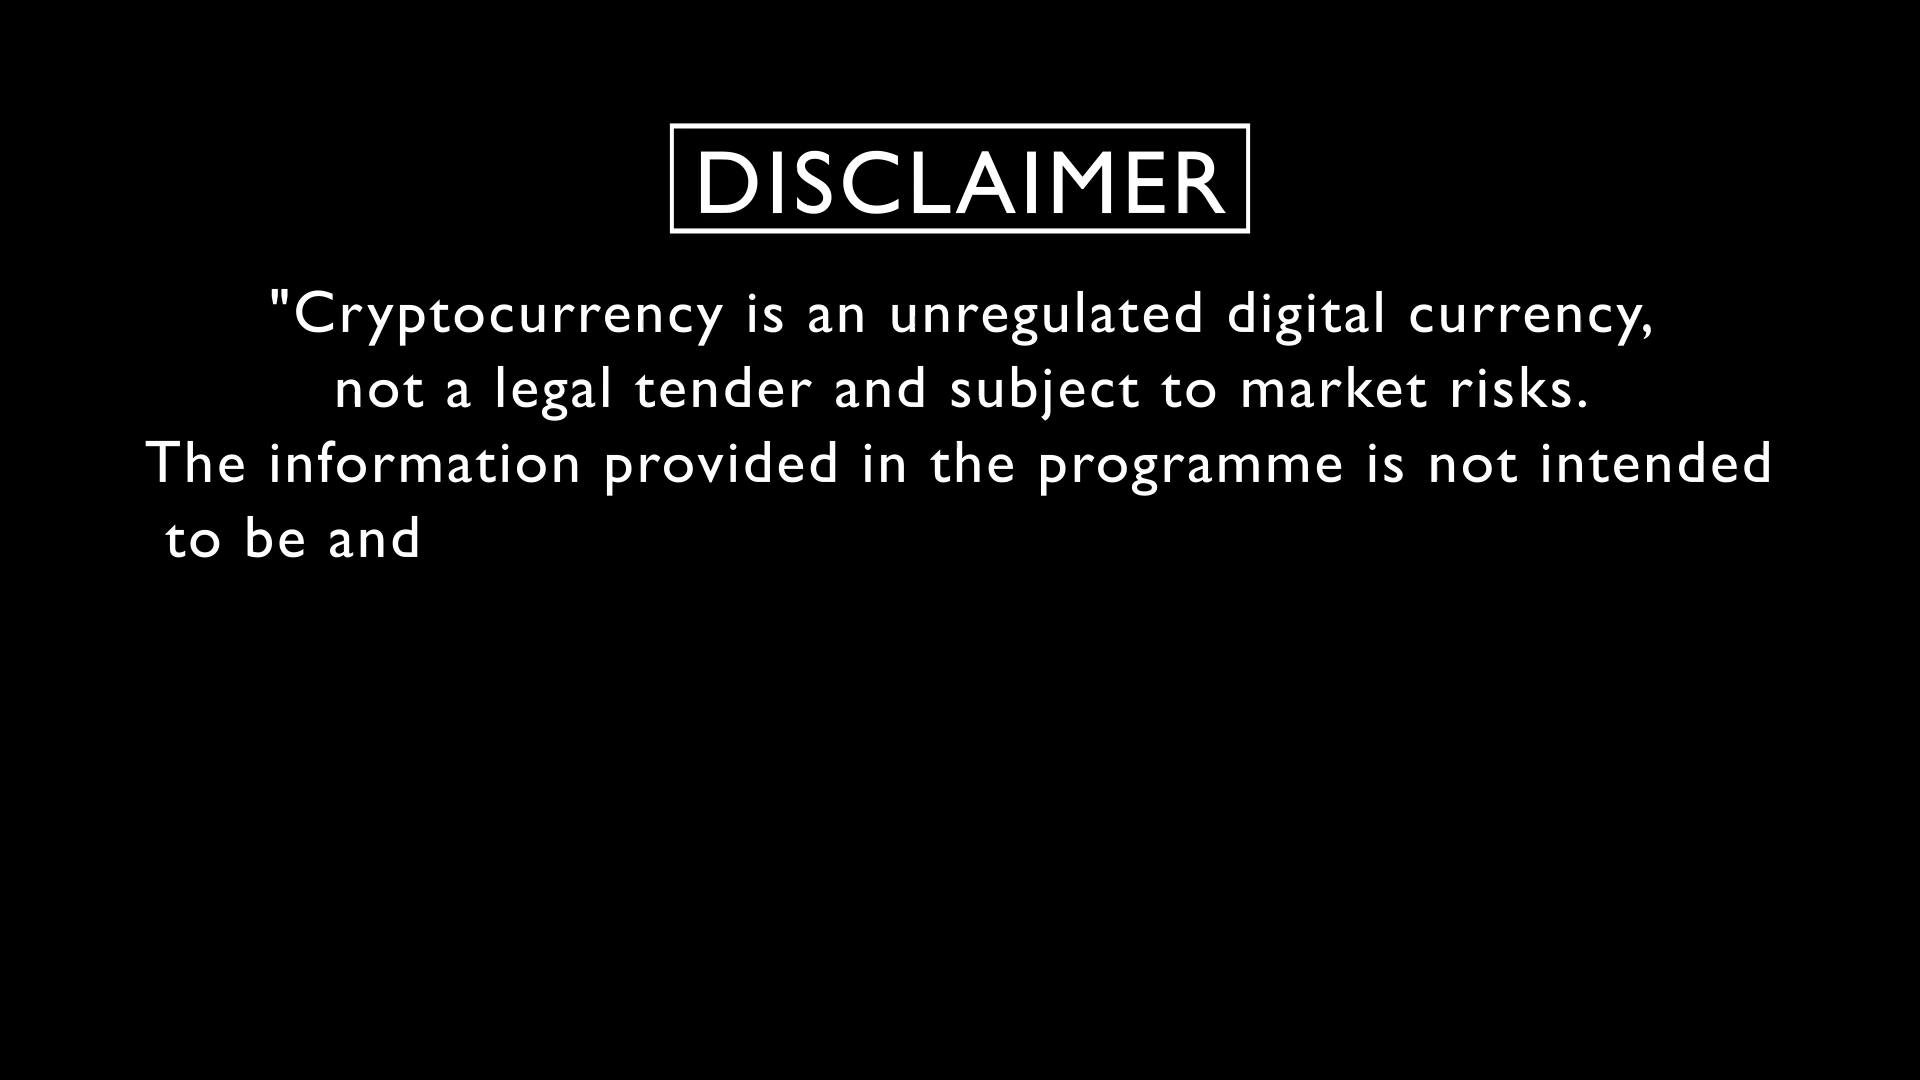 DISCLAIMER
"Cryptocurrency is an unregulated digital currency,
not a legal tender and subject to market risks.
The information provided in the programme is not intended
to be and